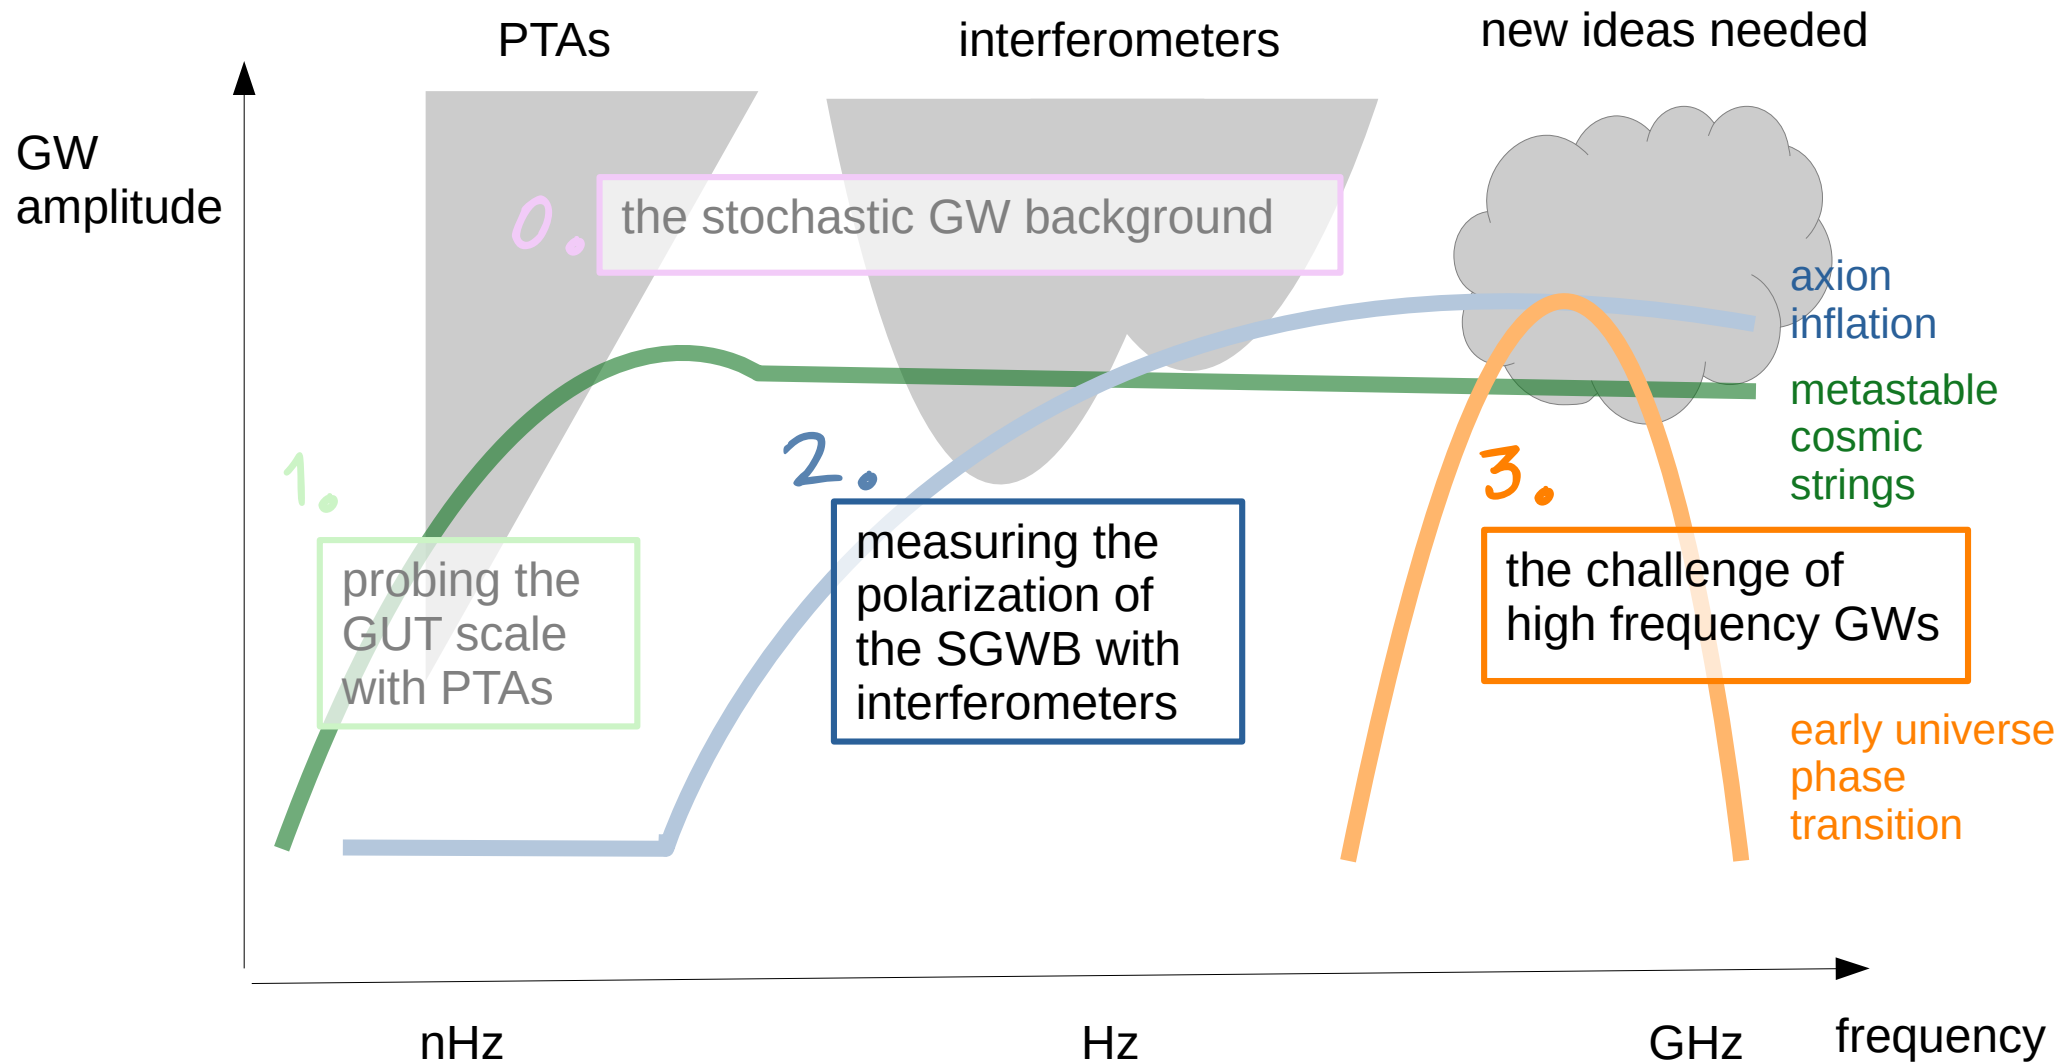 PTAs
interferometers
new ideas needed
GW
amplitude
0.
the stochastic GW background
axion
inflation
metastable
cosmic
strings
1.
probing the
GUT scale
with PTAs
2.
measuring the
polarization of
the SGWB with
interferometers
3.
the challenge of
high frequency GWs
early universe
phase
transition
nHz
Hz
GHz
frequency